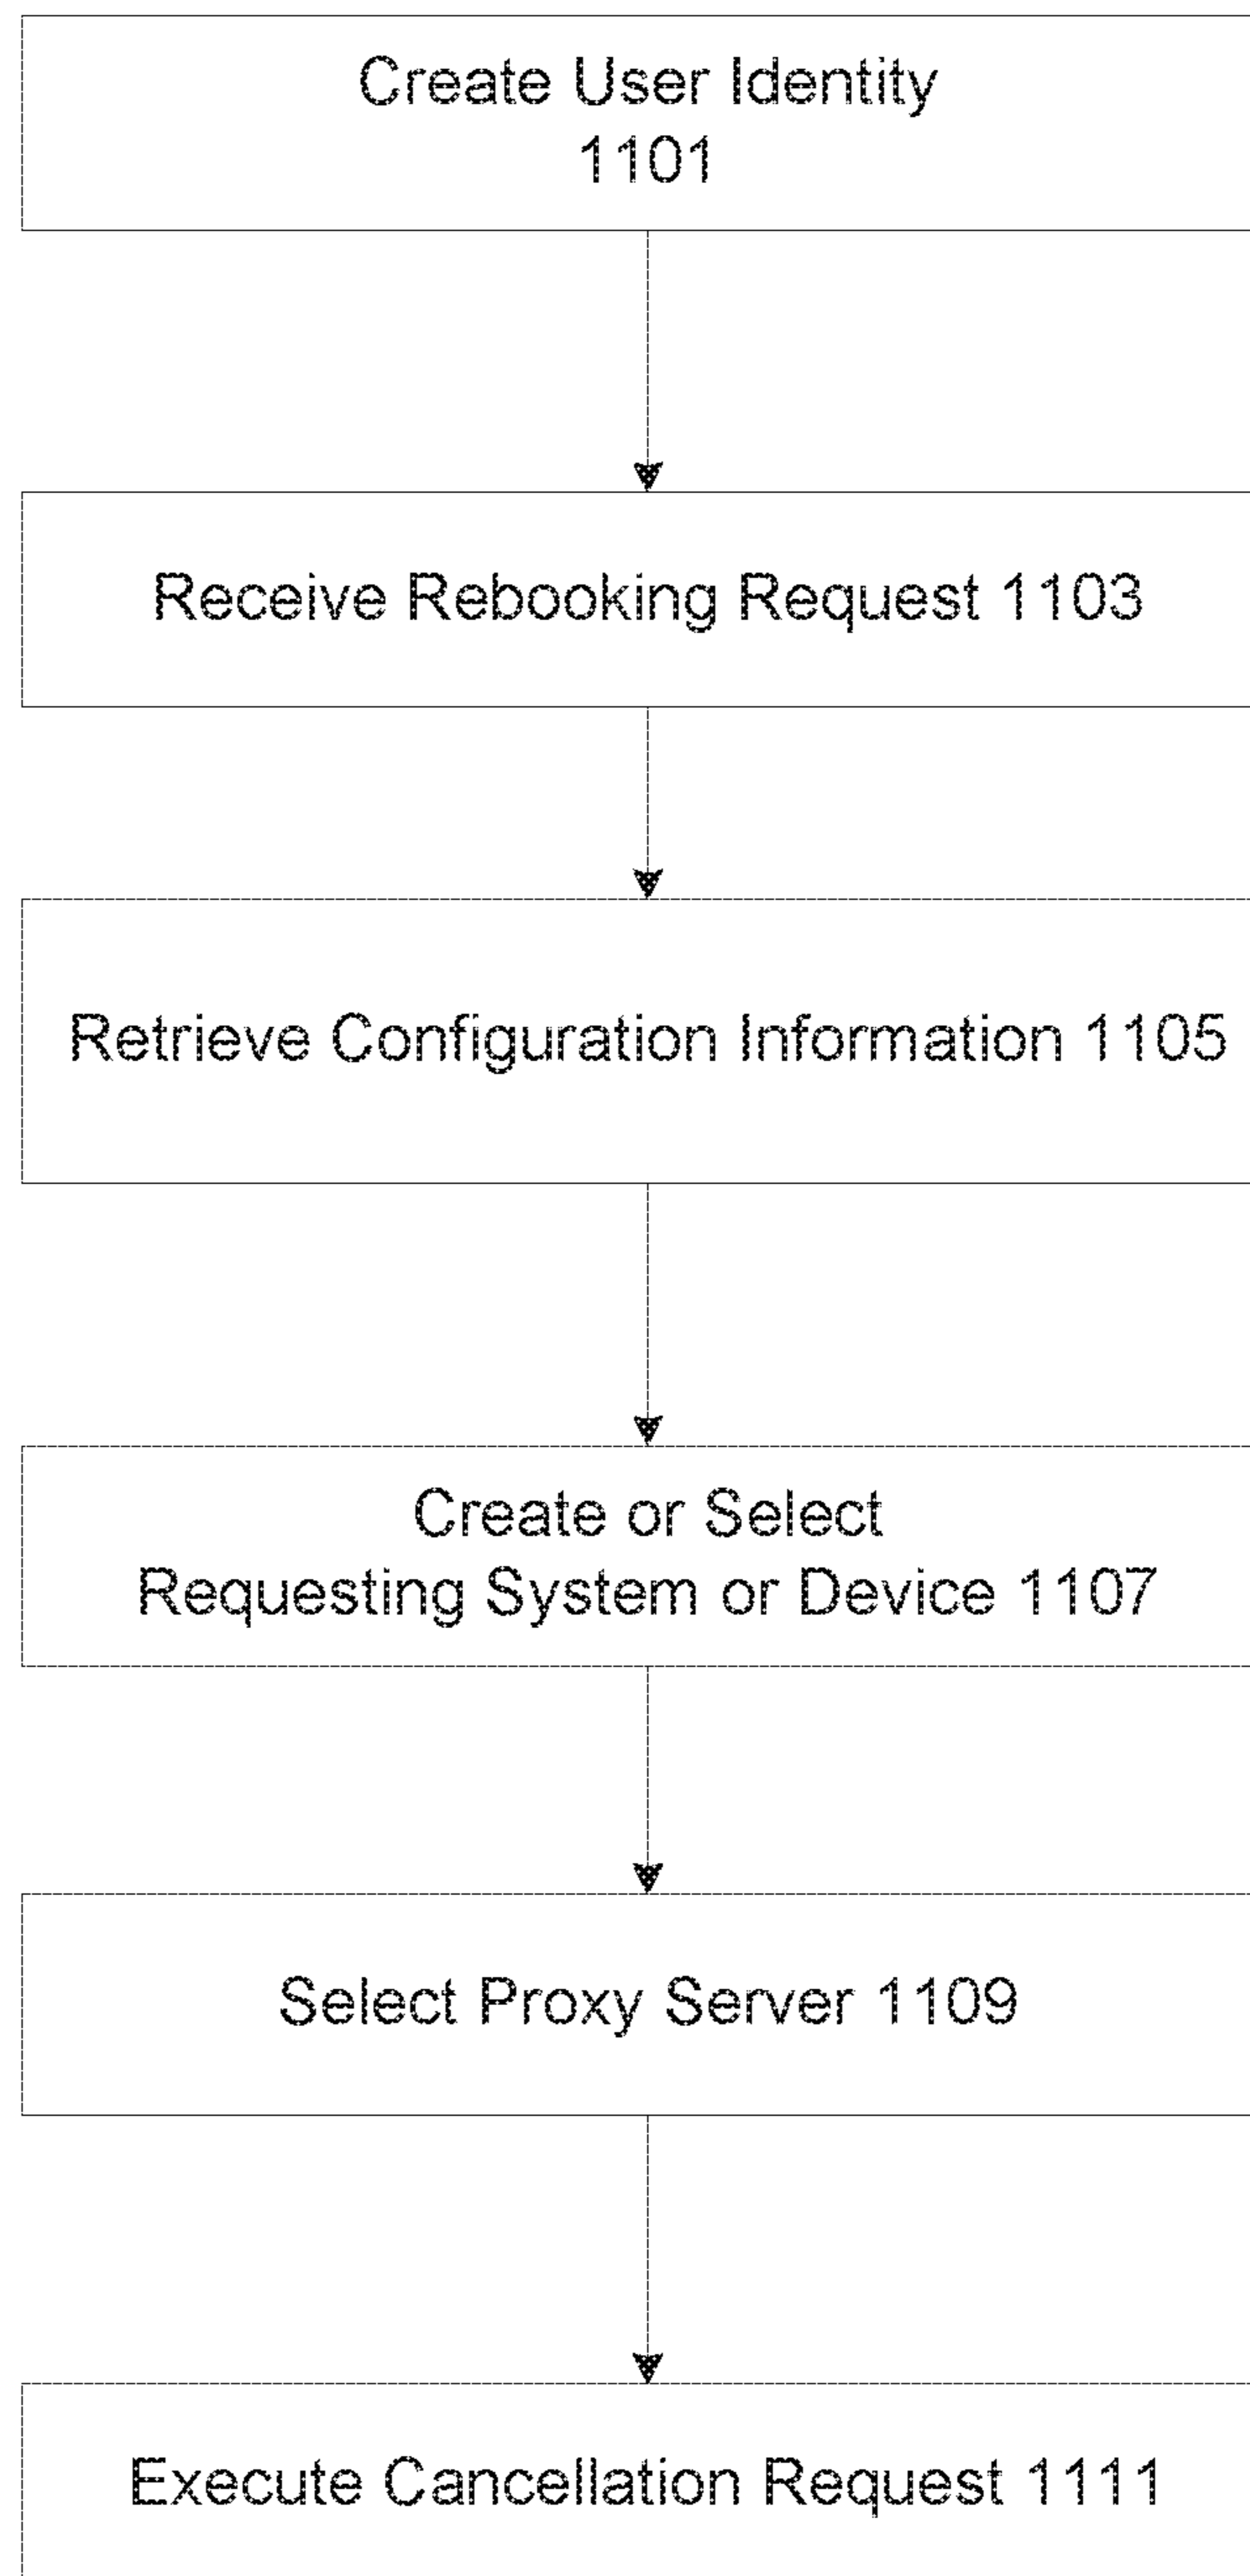 Create User Identity
1101
Receive Rebooking Request 1103
Retrieve Configuration Information 1105
Create or Select
Requesting System or Device 1107
Select Proxy Server 1109
Execute Cancellation Request 1111